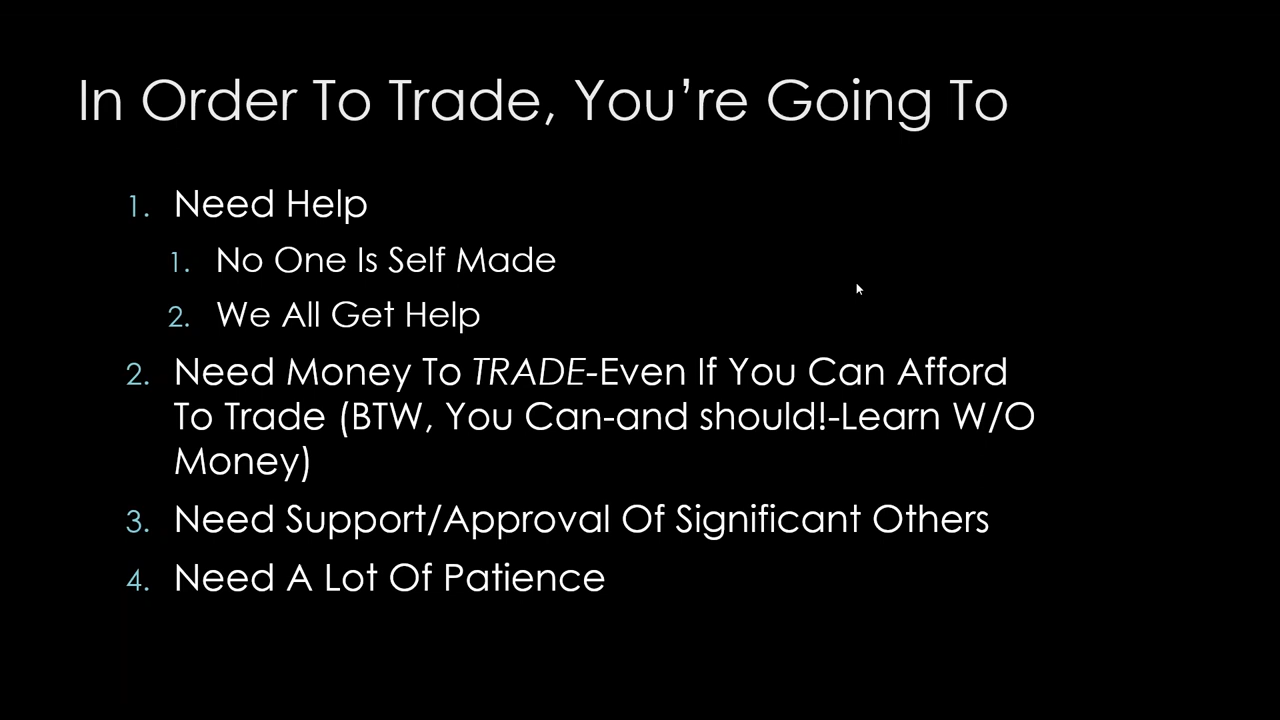 In Order To Trade, You’re Going To
1. Need Help
1. No One Is Self Made
2. We All Get Help
2. Need Money To TRADE-Even If You Can Afford
To Trade (BTW, You Can-and should!-Learn W/O
Money)
3. Need Support/Approval Of Significant Others
4. Need A Lot Of Patience